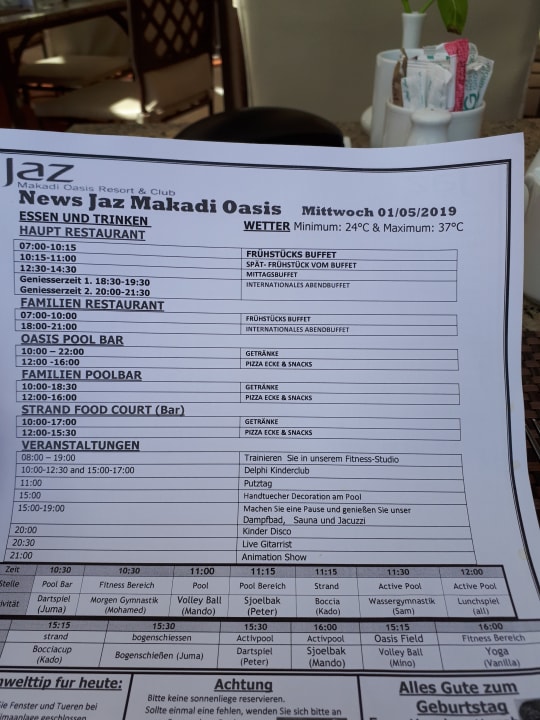 Jaz
Makadi Oasis Resort & Club
News Jaz Makadi Oasis Mittwoch 01/05/2019
ESSEN UND TRINKEN WETTER Minimum: 24°C & Maximum: 37°C
HAUPT RESTAURANT
07:00-10:15 FRÜHSTÜCKS BUFFET
10:15-11:00 SPÄT- FRÜHSTÜCK VOM BUFFET
12:30-14:30 MITTAGSBUFFET
Geniesserzeit 1. 18:30-19:30 INTERNATIONALES ABENDBUFFET
Geniesserzeit 2. 20:00-21:30
FAMILIEN RESTAURANT
07:00-10:00 FRÜHSTÜCKS BUFFET
18:00-21:00 INTERNATIONALES ABENDBUFFET
OASIS POOL BAR
10:00 – 22:00 GETRÄNKE
12:00 -16:00 PIZZA ECKE & SNACKS
FAMILIEN POOLBAR
10:00-18:30 GETRÄNKE
12:00-16:00 PIZZA ECKE & SNACKS
STRAND FOOD COURT (Bar)
10:00-17:00 GETRÄNKE
12:00-15:30 PIZZA ECKE & SNACKS
VERANSTALTUNGEN
08:00 – 19:00 Trainieren Sie in unserem Fitness-Studio
10:00-12:30 and 15:00-17:00 Delphi Kinderclub
11:00 Putztag
15:00 Handtuecher Decoration am Pool
15:00-19:00 Machen Sie eine Pause und genießen Sie unser
Dampfbad, Sauna und Jacuzzi
20:00 Kinder Disco
20:30 Live Gitarrist
21:00 Animation Show
Zeit 10:30 10:30 11:00 11:15 11:15 11:30 12:00
Stelle Pool Bar Fitness Bereich Pool Pool Bereich Strand Active Pool Active Pool
ivität Dartspiel Morgen Gymnastik Volley Ball Sjoelbak Boccia Wassergymnastik Lunchspiel
(Juma) (Mohamed) (Mando) (Peter) (Kado) (Sam) (all)
15:15 15:30 15:30 16:00 15:15 16:00
strand bogenschiessen Activpool Activpool Oasis Field Fitness Bereich
Bocciacup Bogenschießen (Juma) Dartspiel Sjoelbak Volley Ball Yoga
(Kado) (Peter) (Mando) (Mino) (Vanilla)
nwelttip fur heute: Achtung Alles Gute zum
Bitte keine sonnenliege reservieren. Geburtstag
ie Fenster und Tueren bei Sollte einmal eine fehlen, wenden Sie sich bitte an